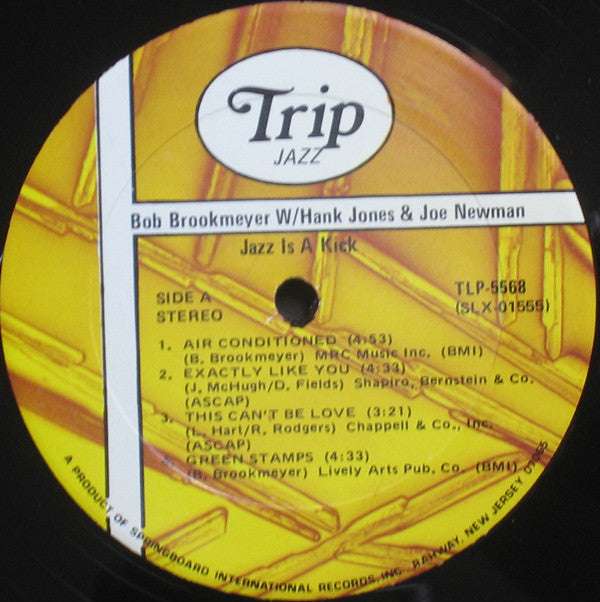 Trip
JAZZ
Bob Brookmeyer W/Hank Jones & Joe Newman
Jazz Is A Kick
SIDE A
STEREO
TLP-5568
(SLX-01555)
1. AIR CONDITIONED (4:53)
(B. Brookmeyer) MRC Music Inc. (BMI)
2. EXACTLY LIKE YOU (4:33)
(J. McHugh/D. Fields) Shapiro, Bernstein & Co.
(ASCAP)
3. THIS CAN'T BE LOVE (3:21)
(L. Hart/R. Rodgers) Chappell & Co., Inc.
(ASCAP)
4. GREEN STAMPS (4:33)
(B. Brookmeyer) Lively Arts Pub. Co. (BMI)
A PRODUCT OF SPRINGBOARD INTERNATIONAL RECORDS, INC., RAHWAY, NEW JERSEY 07065